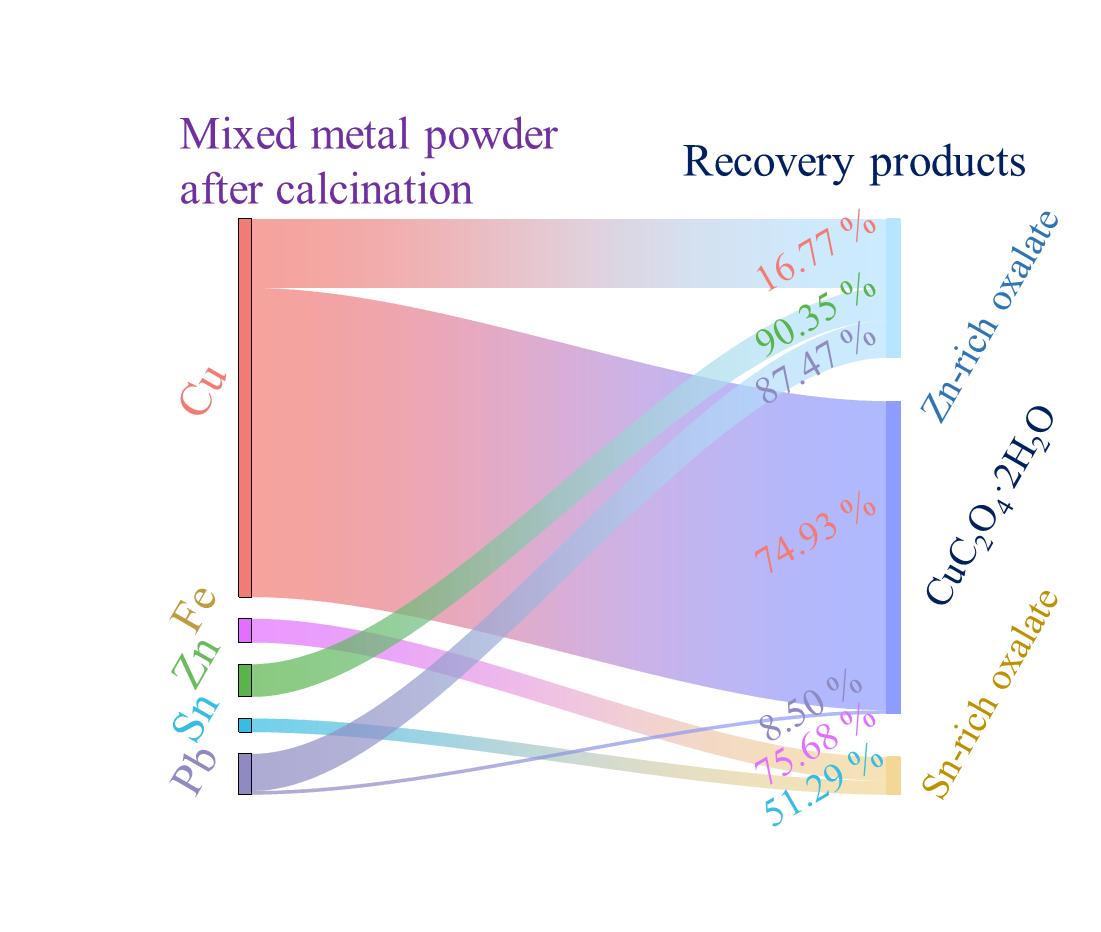 Mixed metal powder
after calcination
Recovery products
Cu
Fe
Zn
Sn
Pb
16.77 %
90.35 %
87.47 %
74.93 %
8.50 %
75.68 %
51.29 %
Zn-rich oxalate
CuC₂O₄·2H₂O
Sn-rich oxalate